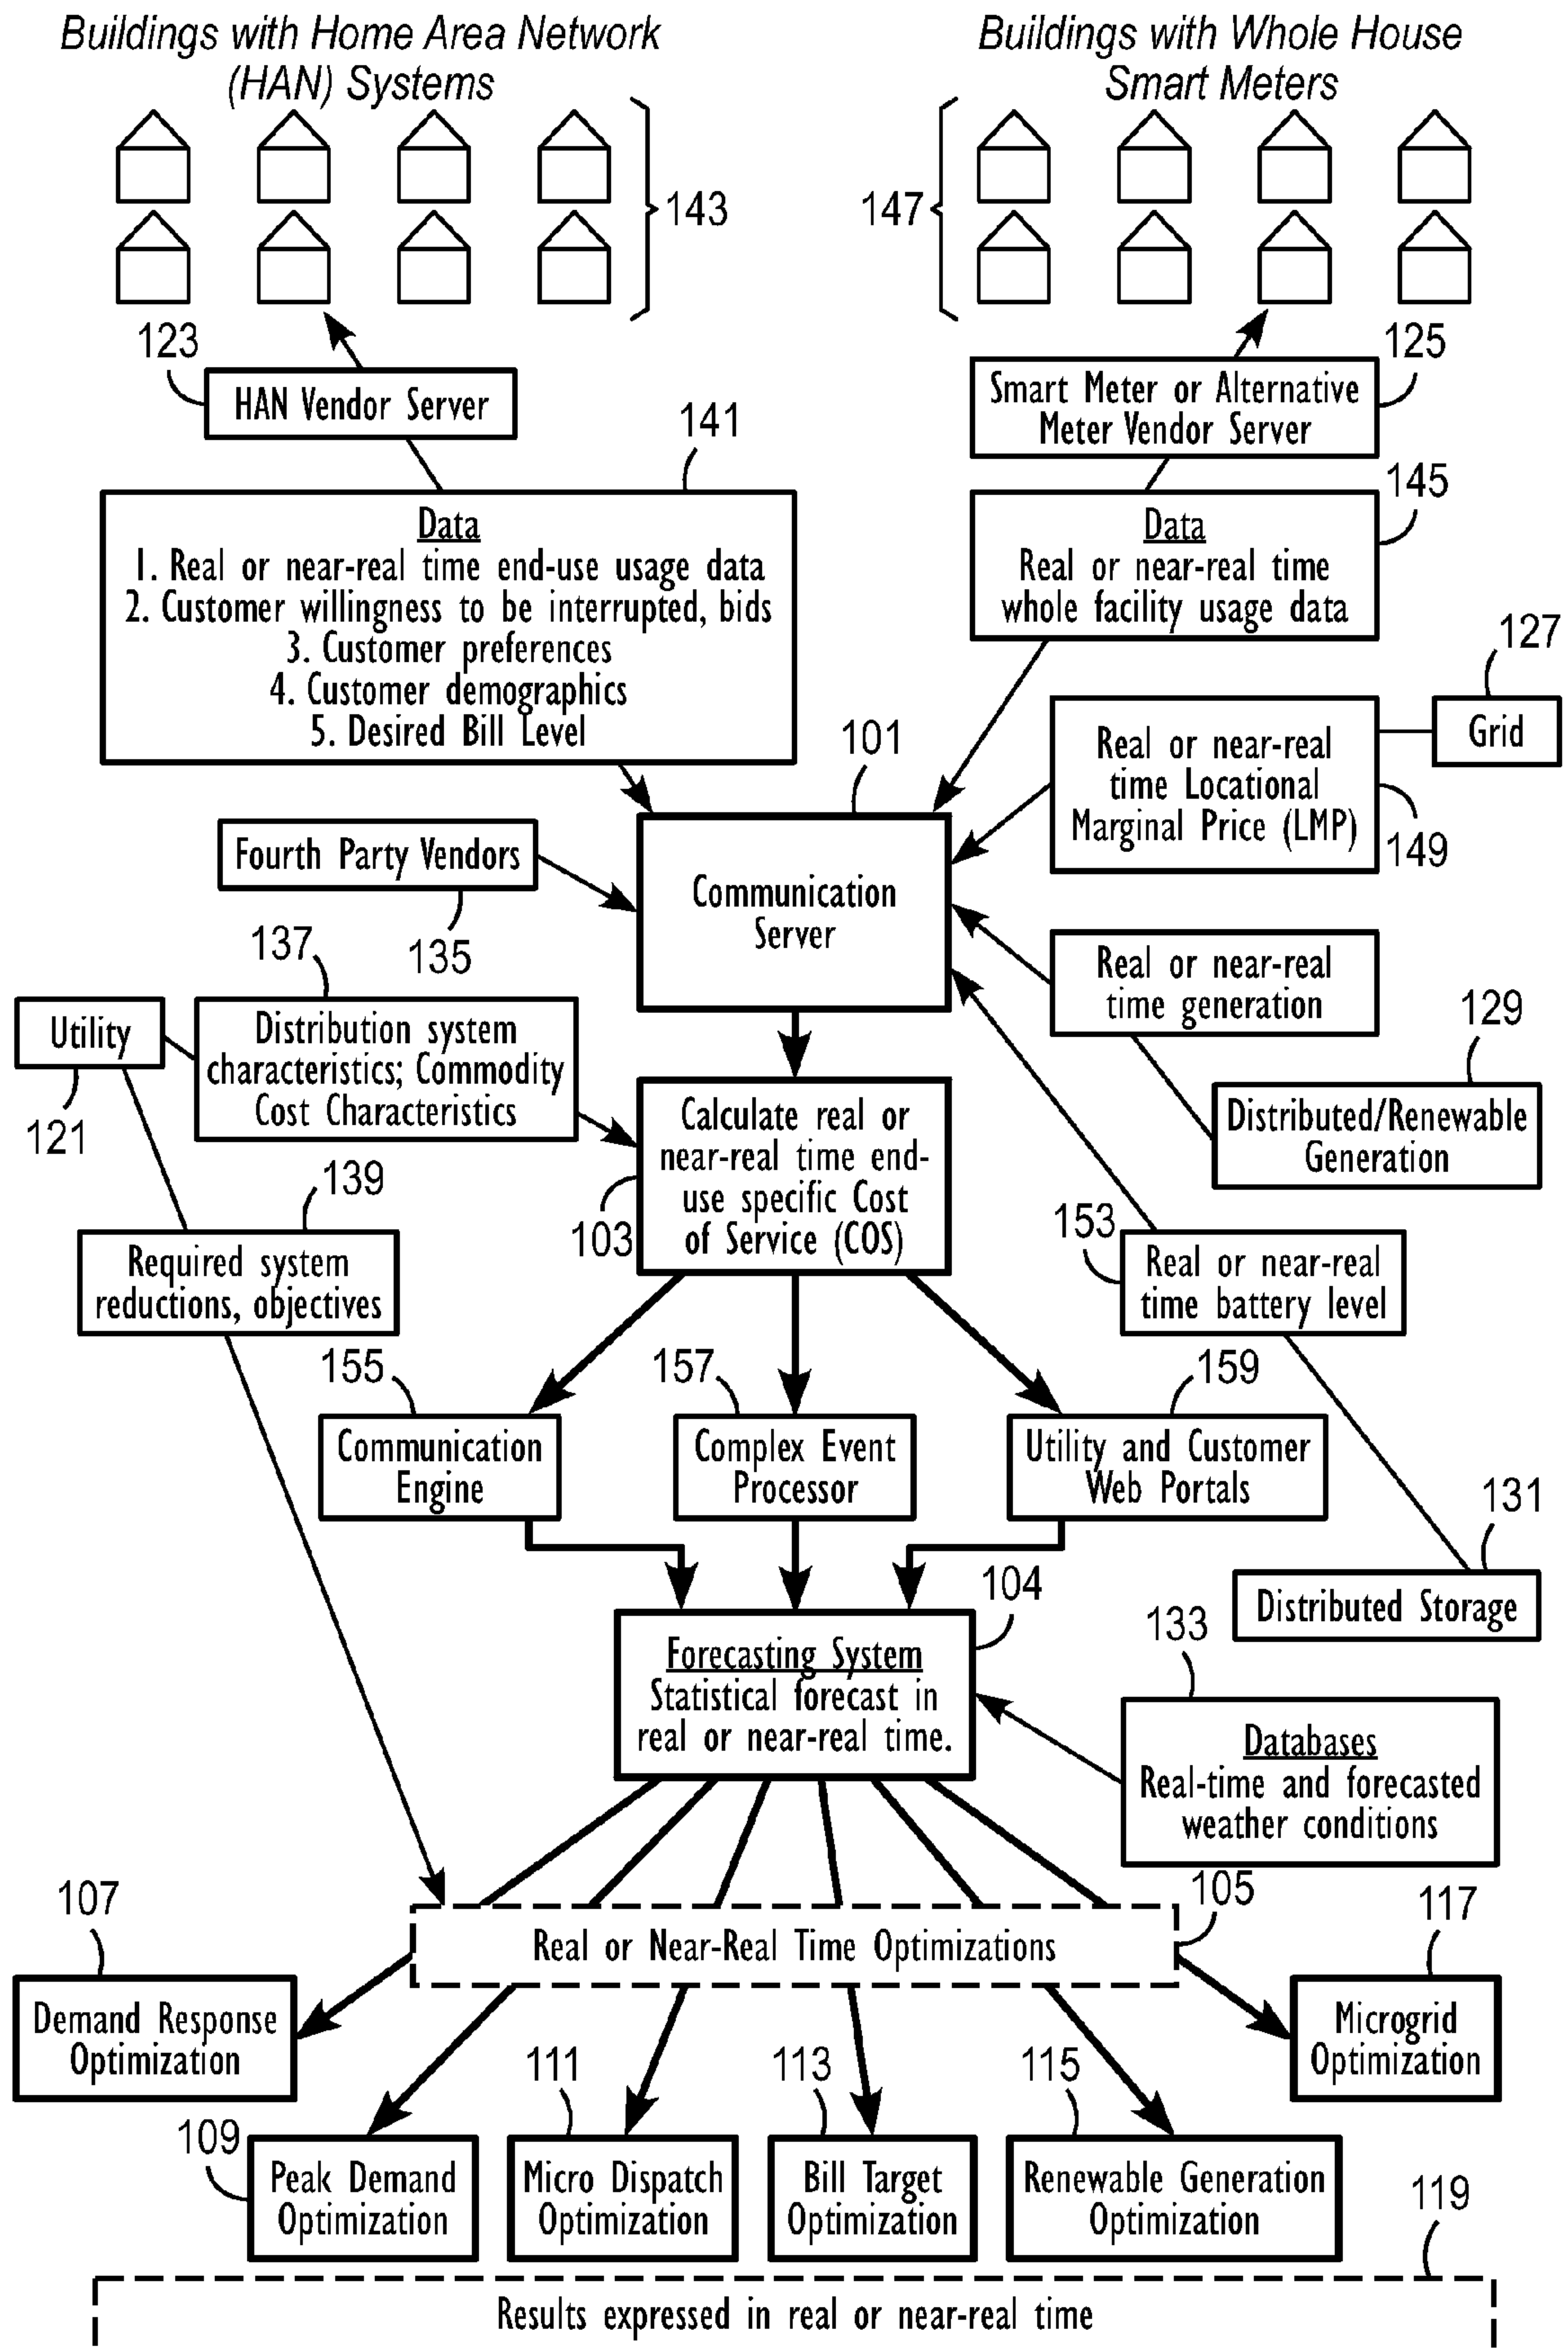 Buildings with Home Area Network
(HAN) Systems
Buildings with Whole House
Smart Meters
143
147
123
HAN Vendor Server
125
Smart Meter or Alternative
Meter Vendor Server
141
Data
1. Real or near-real time end-use usage data
2. Customer willingness to be interrupted, bids
3. Customer preferences
4. Customer demographics
5. Desired Bill Level
145
Data
Real or near-real time
whole facility usage data
127
Grid
Real or near-real
time Locational
Marginal Price (LMP)
149
101
Communication
Server
Fourth Party Vendors
135
137
Utility
121
Distribution system
characteristics; Commodity
Cost Characteristics
Real or near-real
time generation
129
Distributed/Renewable
Generation
Calculate real or
near-real time end-
use specific Cost
of Service (COS)
103
139
Required system
reductions, objectives
153
Real or near-real
time battery level
155
Communication
Engine
157
Complex Event
Processor
159
Utility and Customer
Web Portals
131
Distributed Storage
104
Forecasting System
Statistical forecast in
real or near-real time.
133
Databases
Real-time and forecasted
weather conditions
105
Real or Near-Real Time Optimizations
107
Demand Response
Optimization
117
Microgrid
Optimization
109
Peak Demand
Optimization
111
Micro Dispatch
Optimization
113
Bill Target
Optimization
115
Renewable Generation
Optimization
119
Results expressed in real or near-real time